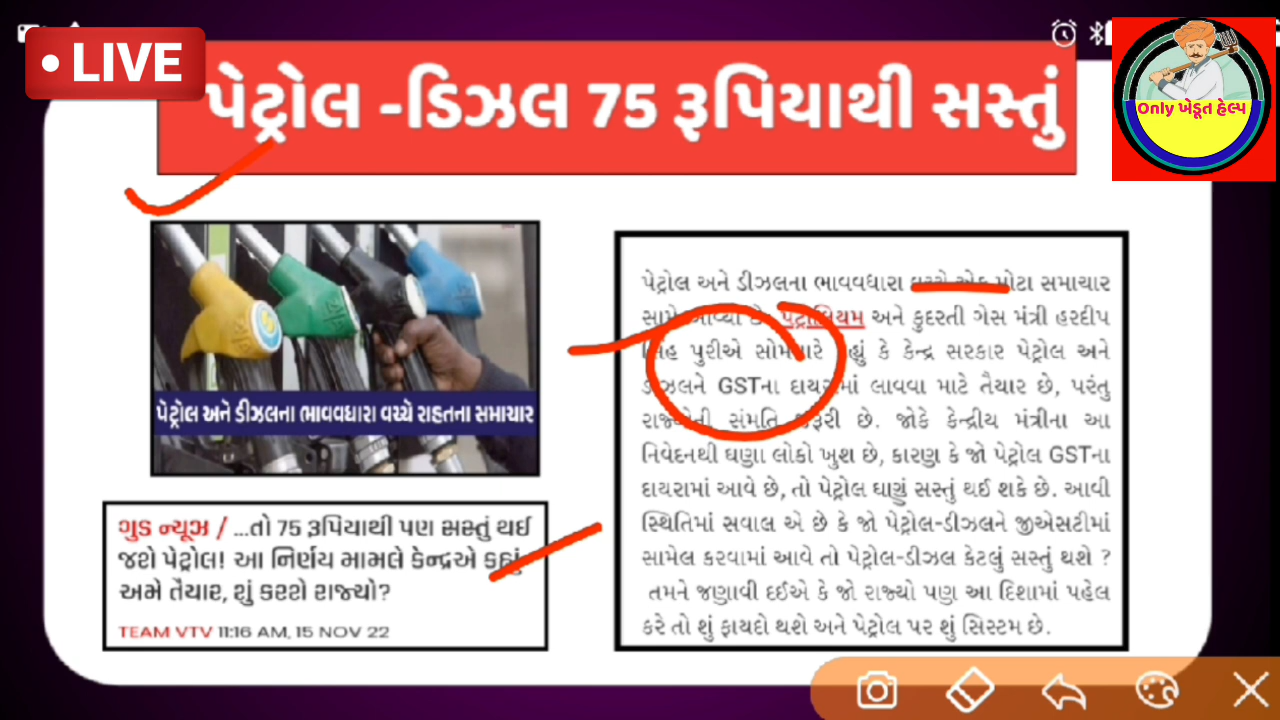 LIVE
પેટ્રોલ -ડિઝલ 75 રૂપિયાથી સસ્તું
Only ખેડૂત હેલ્પ
પેટ્રોલ અને ડીઝલના ભાવવધારા વચ્ચે રાહતના સમાચાર
ગુડ ન્યૂઝ / ...તો 75 રૂપિયાથી પણ સસ્તું થઈ
જશે પેટ્રોલ! આ નિર્ણય મામલે કેન્દ્રએ કહ્યું
અમે તૈયાર, શું કરશે રાજ્યો?
TEAM VTV 11:16 AM, 15 NOV 22
પેટ્રોલ અને ડીઝલના ભાવવધારા વચ્ચે એક મોટા સમાચાર
સામે આવ્યા છે. પેટ્રોલિયમ અને કુદરતી ગેસ મંત્રી હરદીપ
સિંહ પુરીએ સોમવારે કહ્યું કે કેન્દ્ર સરકાર પેટ્રોલ અને
ડીઝલને GSTના દાયરામાં લાવવા માટે તૈયાર છે, પરંતુ
રાજ્યોની સંમતિ જરૂરી છે. જોકે કેન્દ્રીય મંત્રીના આ
નિવેદનથી ઘણા લોકો ખુશ છે, કારણ કે જો પેટ્રોલ GSTના
દાયરામાં આવે છે, તો પેટ્રોલ ઘણું સસ્તું થઈ શકે છે. આવી
સ્થિતિમાં સવાલ એ છે કે જો પેટ્રોલ-ડીઝલને જીએસટીમાં
સામેલ કરવામાં આવે તો પેટ્રોલ-ડીઝલ કેટલું સસ્તું થશે ?
તમને જણાવી દઈએ કે જો રાજ્યો પણ આ દિશામાં પહેલ
કરે તો શું ફાયદો થશે અને પેટ્રોલ પર શું સિસ્ટમ છે.